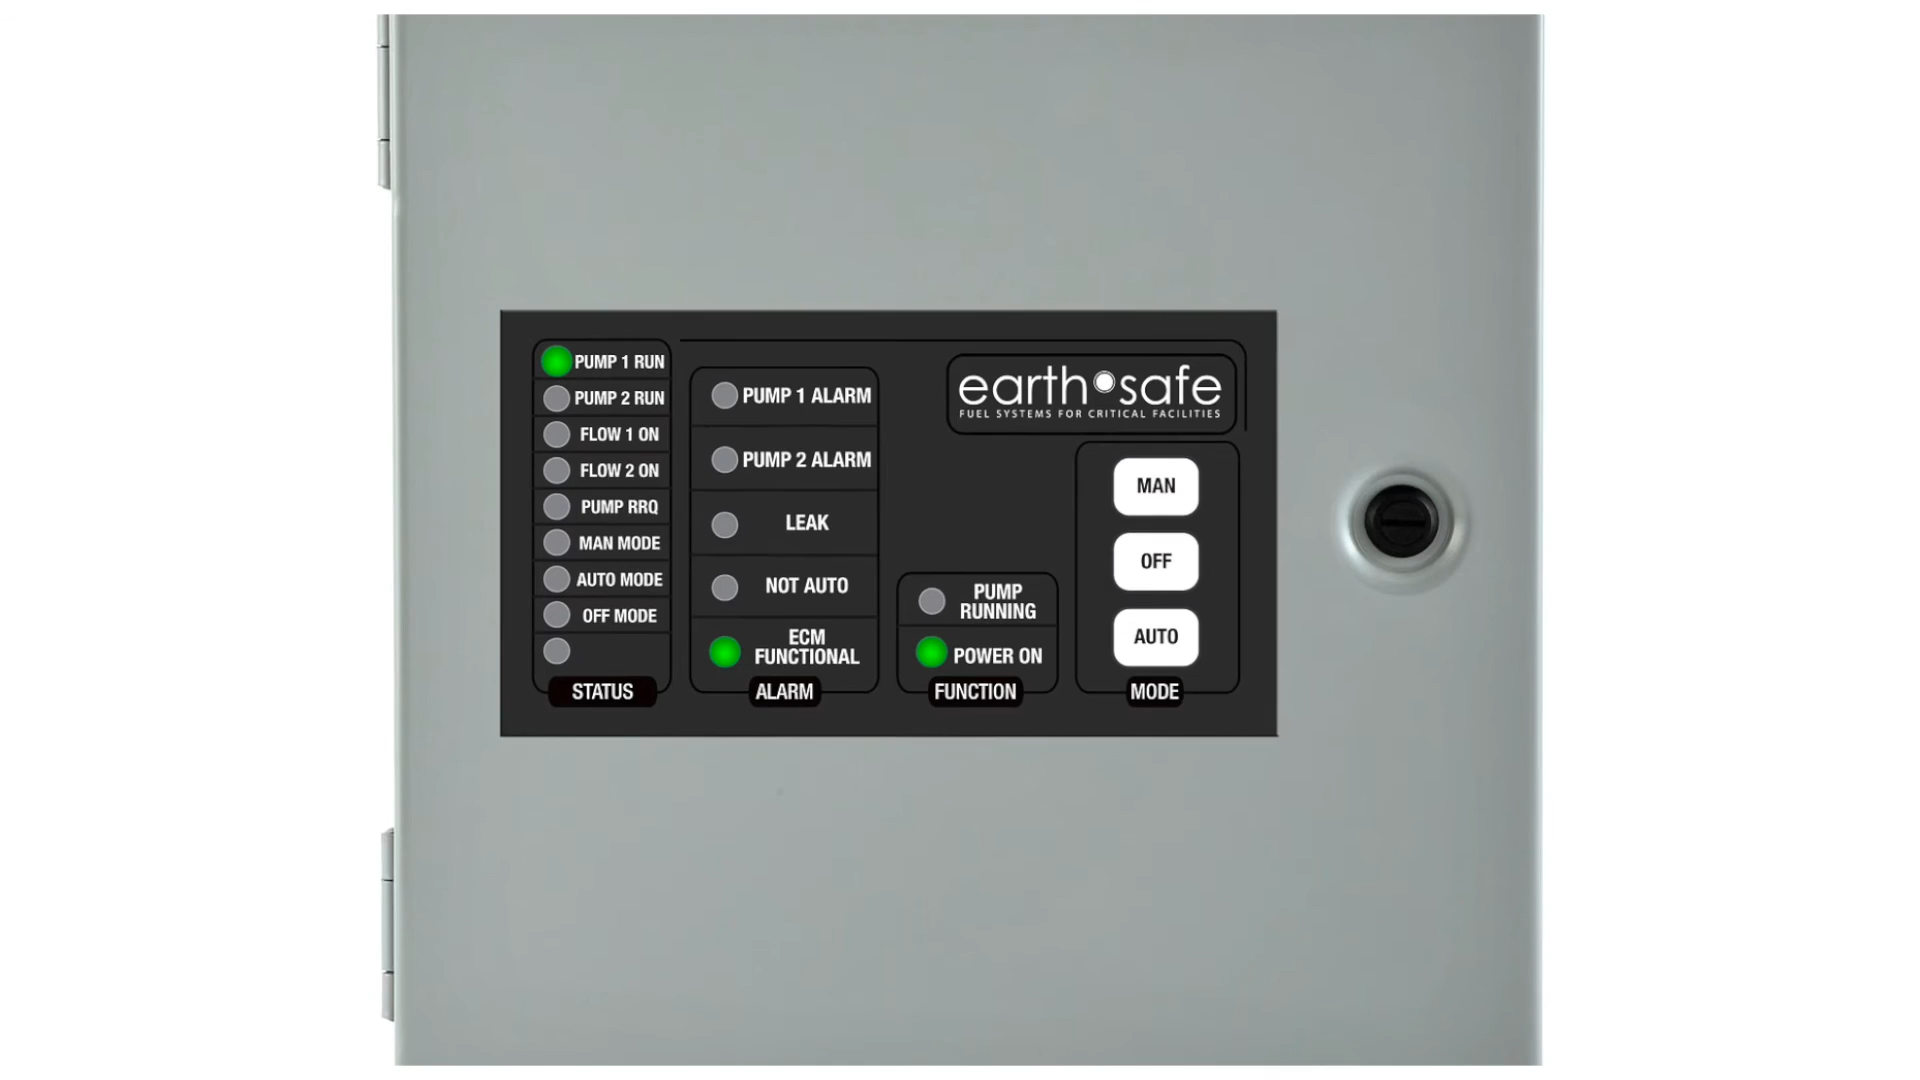 PUMP 1 RUN
PUMP 2 RUN
FLOW 1 ON
FLOW 2 ON
PUMP RRQ
MAN MODE
AUTO MODE
OFF MODE
STATUS
PUMP 1 ALARM
PUMP 2 ALARM
LEAK
NOT AUTO
ECM
FUNCTIONAL
ALARM
earth safe
FUEL SYSTEMS FOR CRITICAL FACILITIES
PUMP
RUNNING
POWER ON
FUNCTION
MAN
OFF
AUTO
MODE